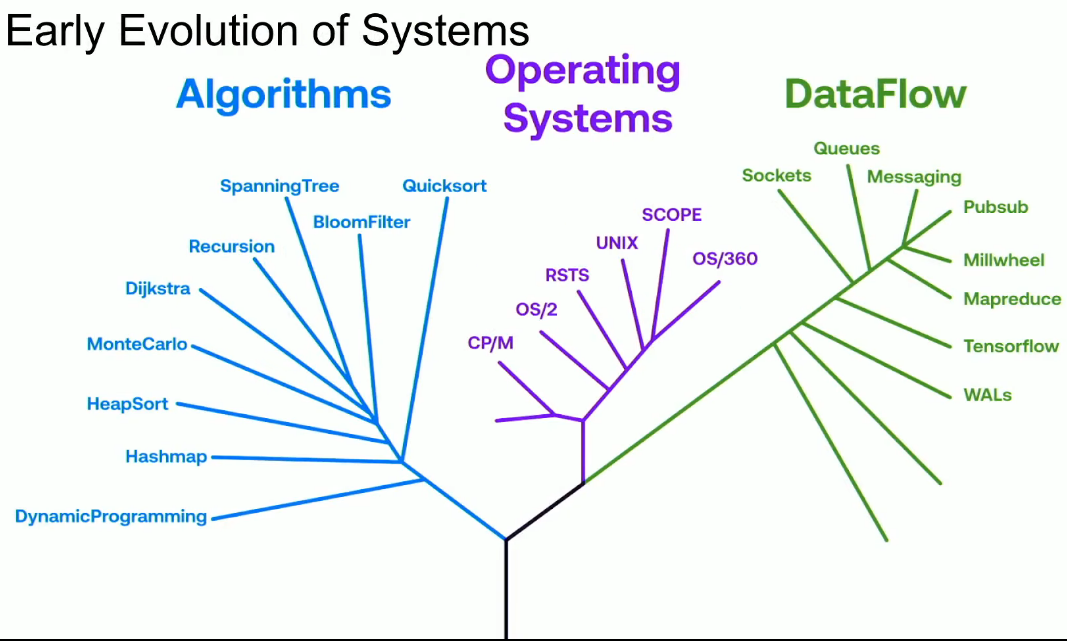 Early Evolution of Systems
Algorithms
Operating
Systems
DataFlow
SpanningTree
Quicksort
BloomFilter
Recursion
Dijkstra
MonteCarlo
HeapSort
Hashmap
DynamicProgramming
SCOPE
UNIX
OS/360
RSTS
OS/2
CP/M
Queues
Sockets
Messaging
Pubsub
Millwheel
Mapreduce
Tensorflow
WALs